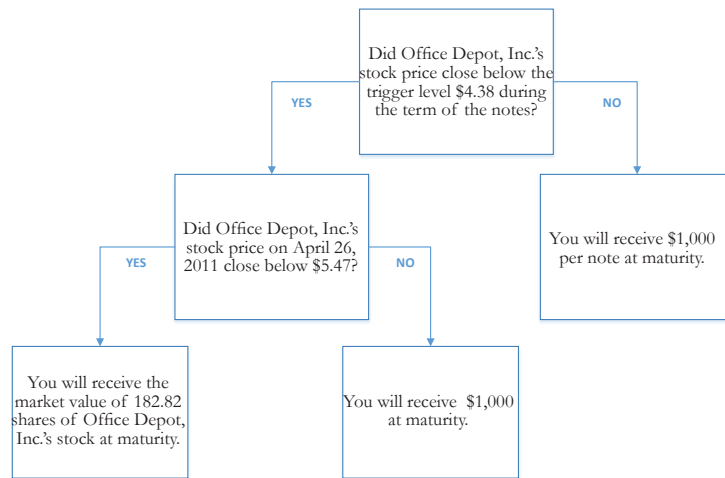 Did Office Depot, Inc.'s
stock price close below the
trigger level $4.38 during
the term of the notes?
YES
NO
Did Office Depot, Inc.'s
stock price on April 26,
2011 close below $5.47?
You will receive $1,000
per note at maturity.
YES
NO
You will receive the
market value of 182.82
shares of Office Depot,
Inc.'s stock at maturity.
You will receive $1,000
at maturity.